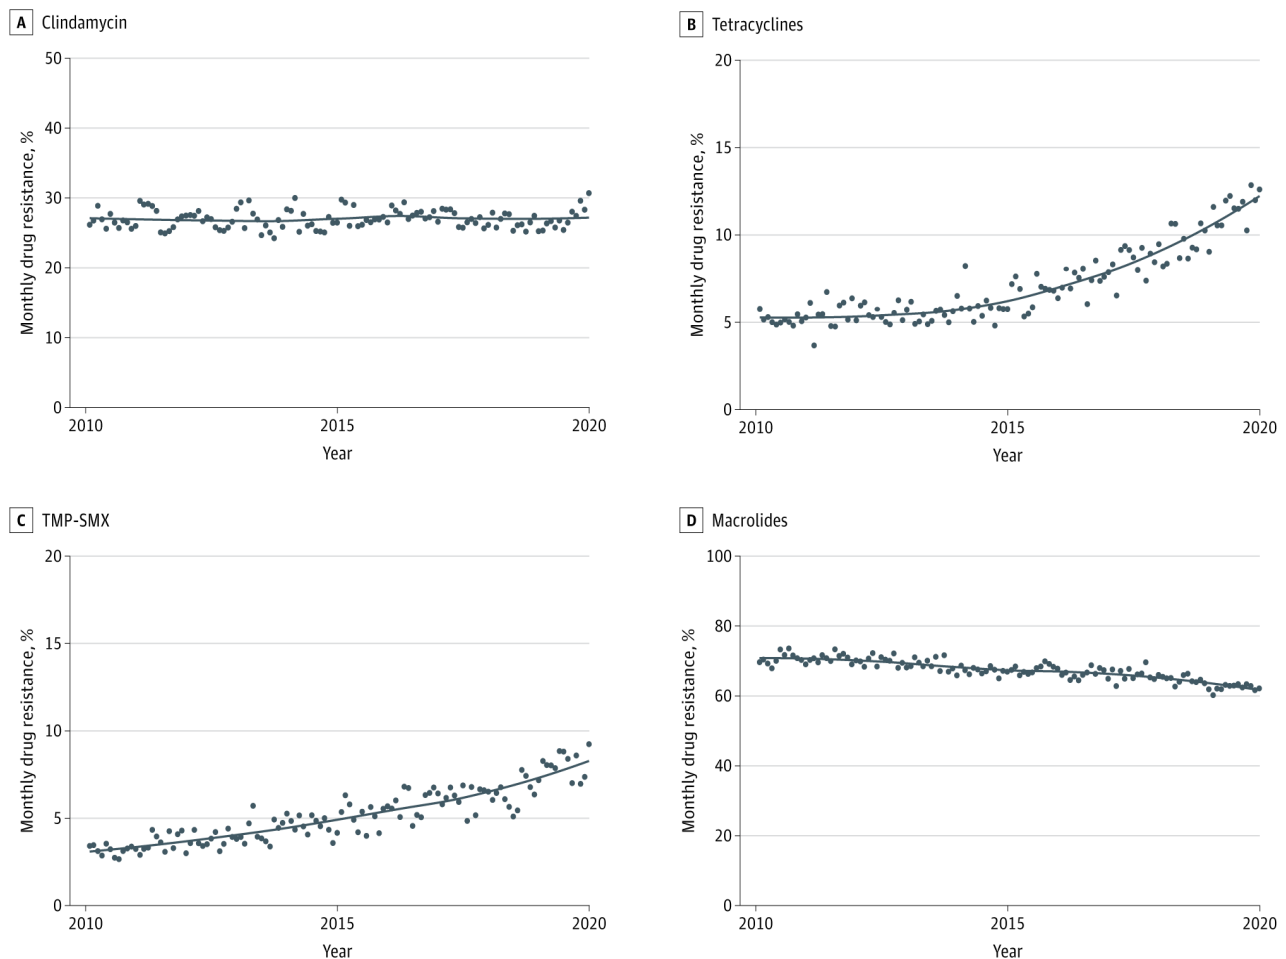 A Clindamycin
50
40
30
20
10
0
Monthly drug resistance, %
2010 2015 2020
Year
B Tetracyclines
20
15
10
5
0
Monthly drug resistance, %
2010 2015 2020
Year
C TMP-SMX
20
15
10
5
0
Monthly drug resistance, %
2010 2015 2020
Year
D Macrolides
100
80
60
40
20
0
Monthly drug resistance, %
2010 2015 2020
Year